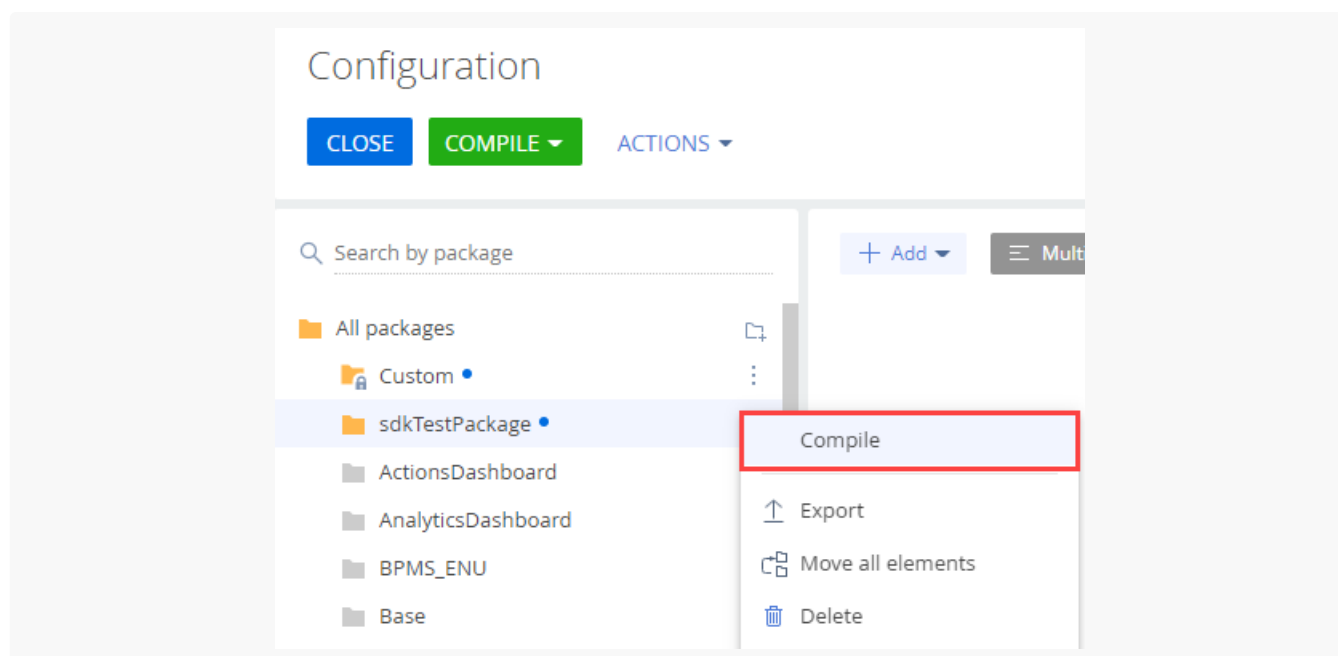 Configuration
CLOSE COMPILE ACTIONS
Search by package
+ Add Multi
All packages
Custom
sdkTestPackage
Compile
ActionsDashboard
Export
AnalyticsDashboard
Move all elements
BPMS_ENU
Delete
Base